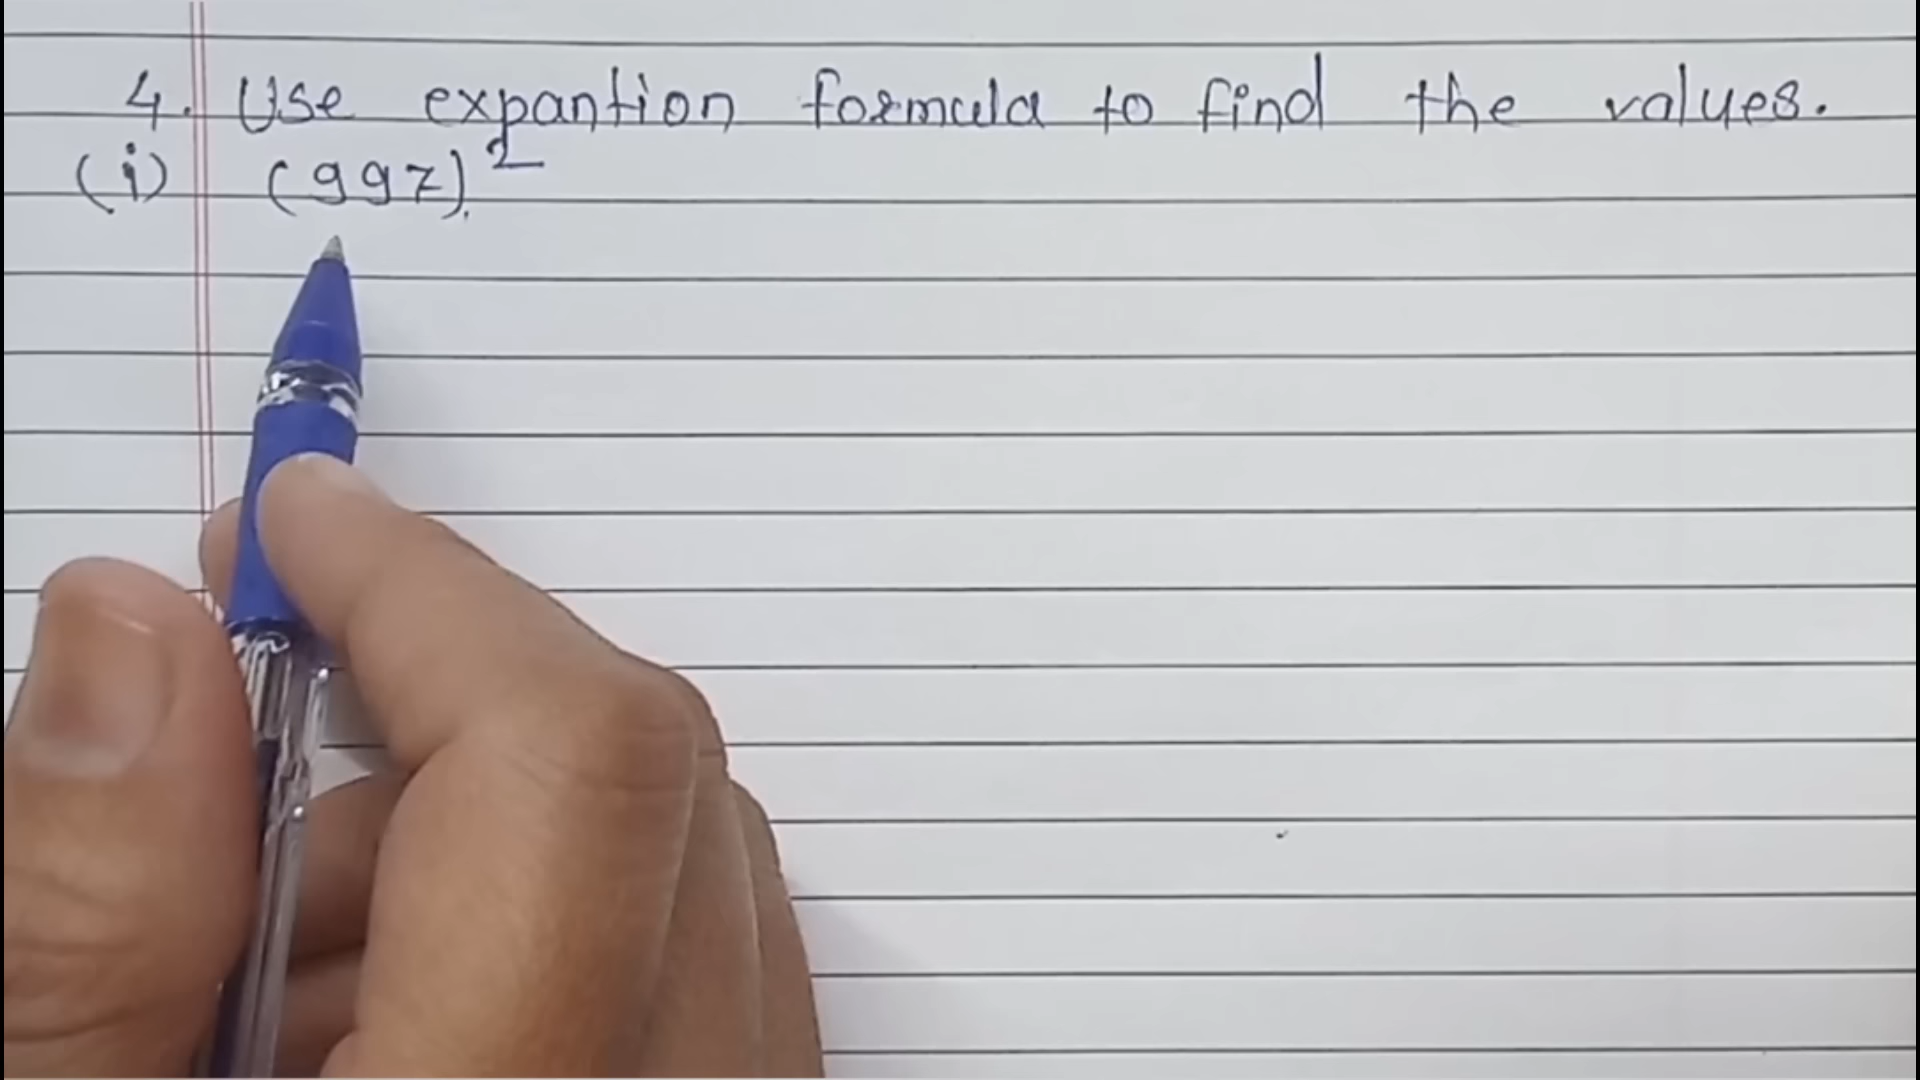 4. Use expantion formula to find the values.
(i) (997)²